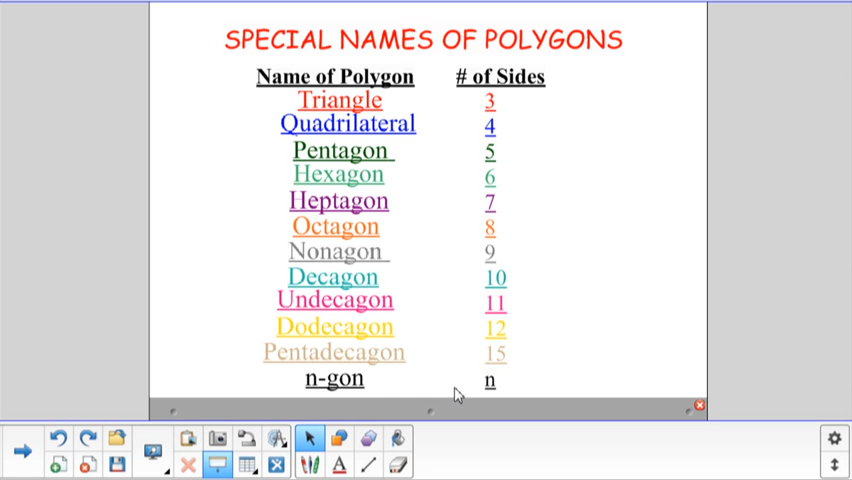 SPECIAL NAMES OF POLYGONS
Name of Polygon # of Sides
Triangle 3
Quadrilateral 4
Pentagon 5
Hexagon 6
Heptagon 7
Octagon 8
Nonagon 9
Decagon 10
Undecagon 11
Dodecagon 12
Pentadecagon 15
n-gon n